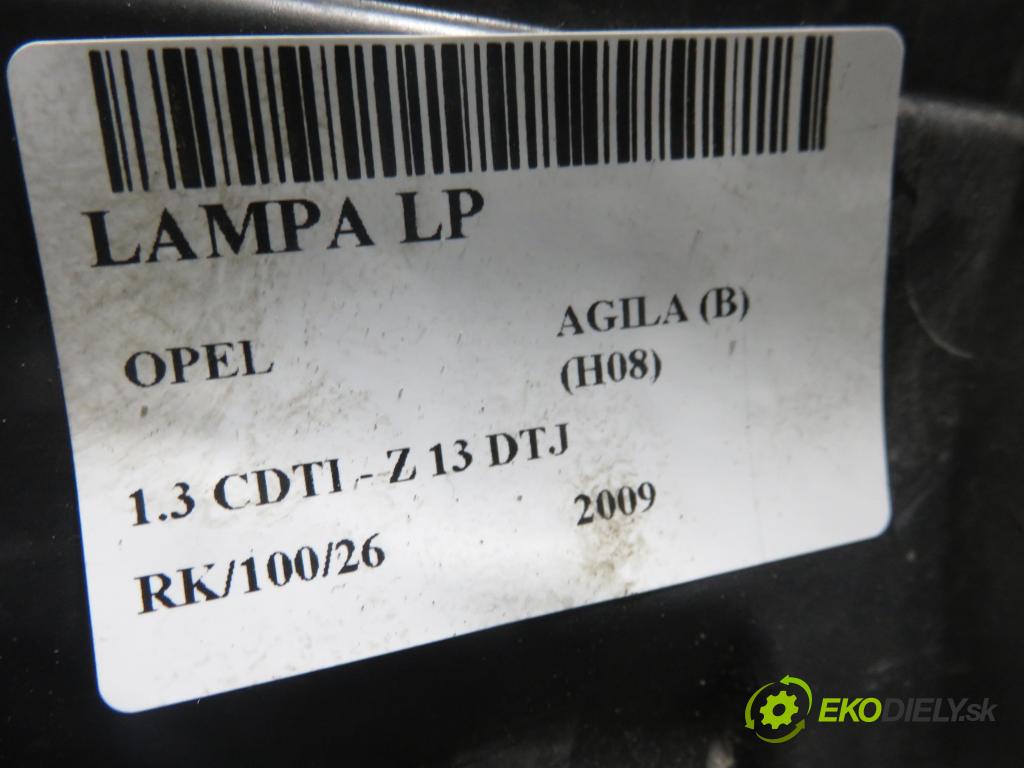 LAMPA LP
OPEL
AGILA (B)
(H08)
1.3 CDTI - Z 13 DTJ
2009
RK/100/26
EKODIELY.sk